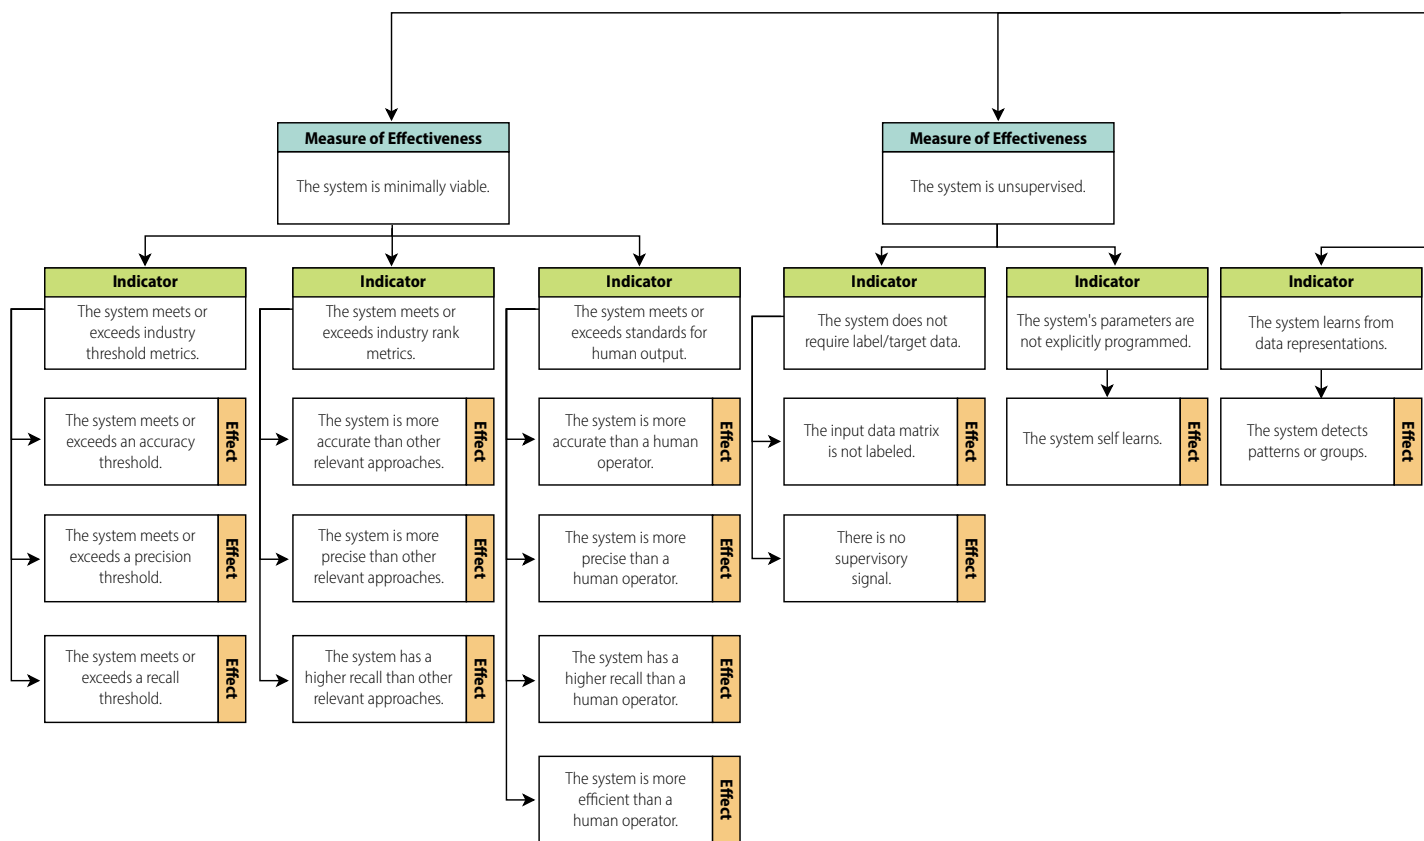 Measure of Effectiveness
The system is minimally viable.
Measure of Effectiveness
The system is unsupervised.
Indicator
The system meets or
exceeds industry
threshold metrics.
Effect
The system meets or
exceeds an accuracy
threshold.
Effect
The system meets or
exceeds a precision
threshold.
Effect
The system meets or
exceeds a recall
threshold.
Indicator
The system meets or
exceeds industry rank
metrics.
Effect
The system is more
accurate than other
relevant approaches.
Effect
The system is more
precise than other
relevant approaches.
Effect
The system has a
higher recall than other
relevant approaches.
Indicator
The system meets or
exceeds standards for
human output.
Effect
The system is more
accurate than a human
operator.
Effect
The system is more
precise than a
human operator.
Effect
The system has a
higher recall than a
human operator.
Effect
The system is more
efficient than a
human operator.
Indicator
The system does not
require label/target data.
Effect
The input data matrix
is not labeled.
Effect
There is no
supervisory
signal.
Indicator
The system's parameters are
not explicitly programmed.
Effect
The system self learns.
Indicator
The system learns from
data representations.
Effect
The system detects
patterns or groups.